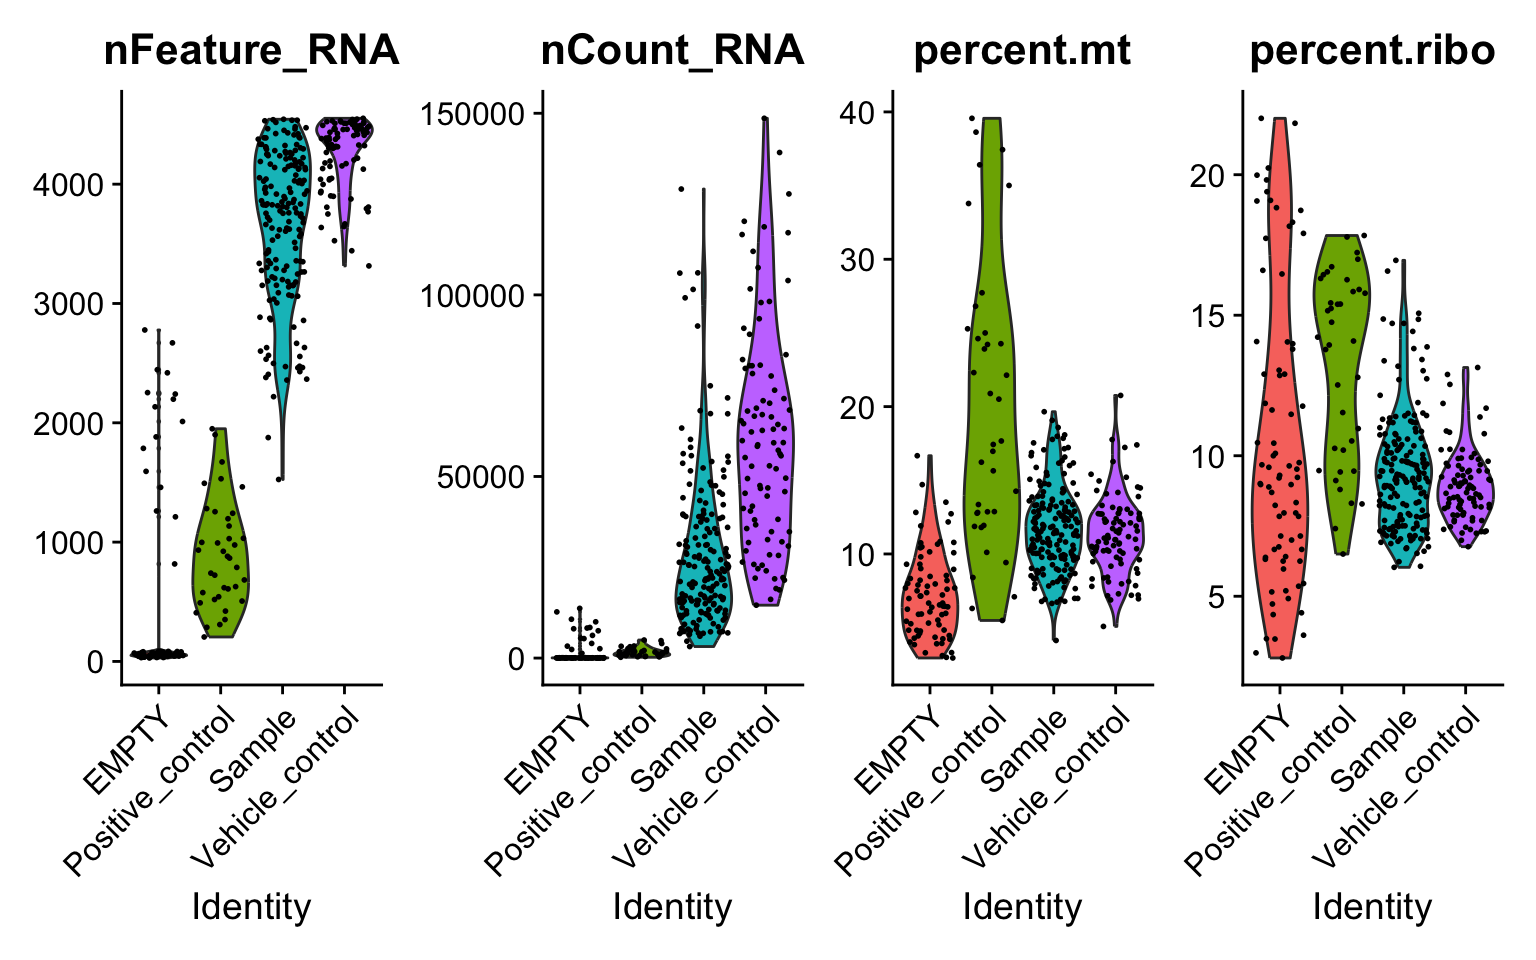 nFeature_RNA
4000
3000
2000
1000
0
EMPTY
Positive_control
Sample
Vehicle_control
Identity
nCount_RNA
150000
100000
50000
0
EMPTY
Positive_control
Sample
Vehicle_control
Identity
percent.mt
40
30
20
10
EMPTY
Positive_control
Sample
Vehicle_control
Identity
percent.ribo
20
15
10
5
EMPTY
Positive_control
Sample
Vehicle_control
Identity